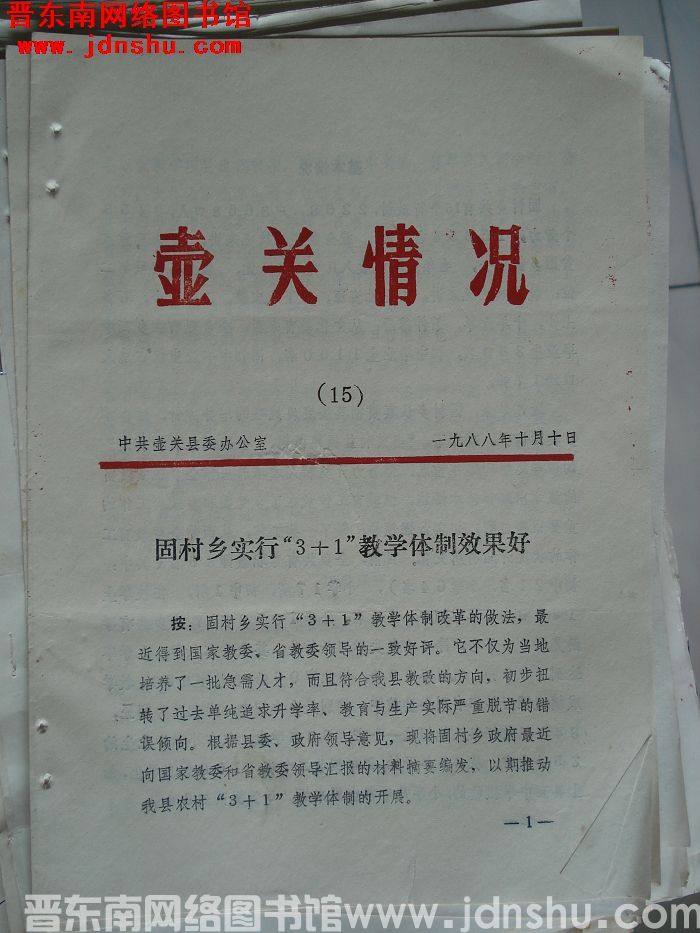 晋东南网络图书馆
www.jdnshu.com
壶关情况
(15)
中共壶关县委办公室 一九八八年十月十日
固村乡实行“3+1”教学体制效果好
按：固村乡实行“3+1”教学体制改革的做法，最
近得到国家教委、省教委领导的一致好评。它不仅为当地
培养了一批急需人才，而且符合我县教改的方向，初步扭
转了过去单纯追求升学率、教育与生产实际严重脱节的错
误倾向。根据县委、政府领导意见，现将固村乡政府最近
向国家教委和省教委领导汇报的材料摘要编发，以期推动
我县农村“3+1”教学体制的开展。
—1—
晋东南网络图书馆www.jdnshu.com